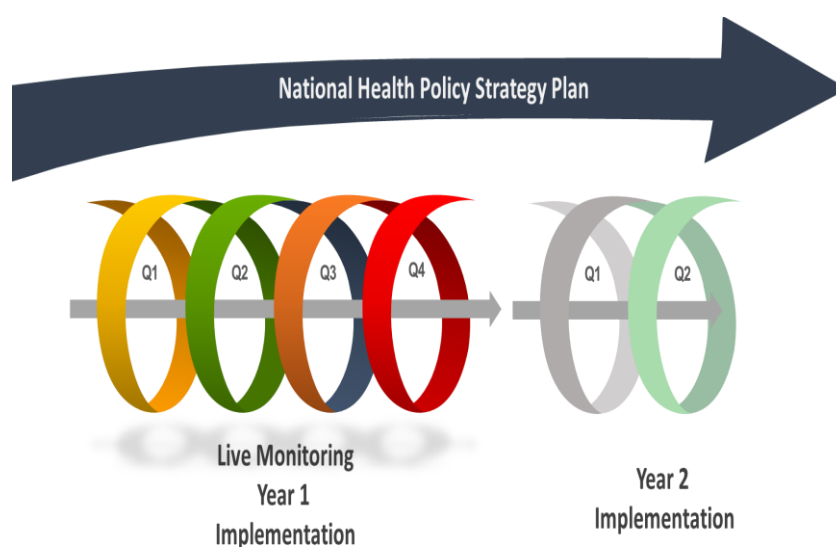 National Health Policy Strategy Plan
Q1
Q2
Q3
Q4
Q1
Q2
Live Monitoring
Year 1
Implementation
Year 2
Implementation